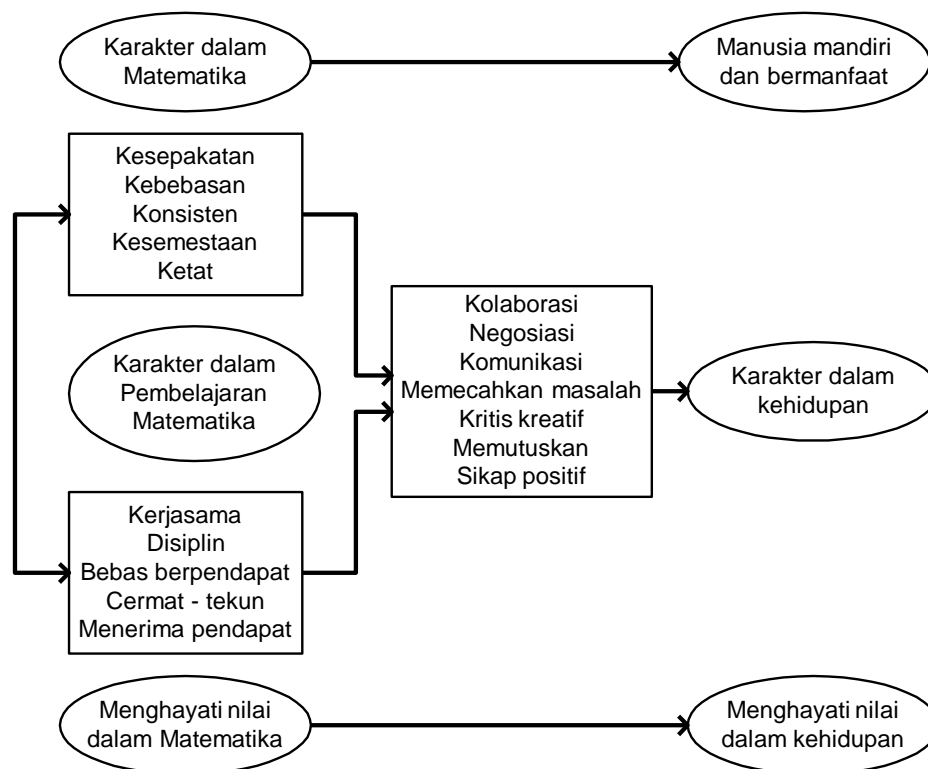 Karakter dalam
Matematika
Manusia mandiri
dan bermanfaat
Kesepakatan
Kebebasan
Konsisten
Kesemestaan
Ketat
Karakter dalam
Pembelajaran
Matematika
Kolaborasi
Negosiasi
Komunikasi
Memecahkan masalah
Kritis kreatif
Memutuskan
Sikap positif
Karakter dalam
kehidupan
Kerjasama
Disiplin
Bebas berpendapat
Cermat - tekun
Menerima pendapat
Menghayati nilai
dalam Matematika
Menghayati nilai
dalam kehidupan